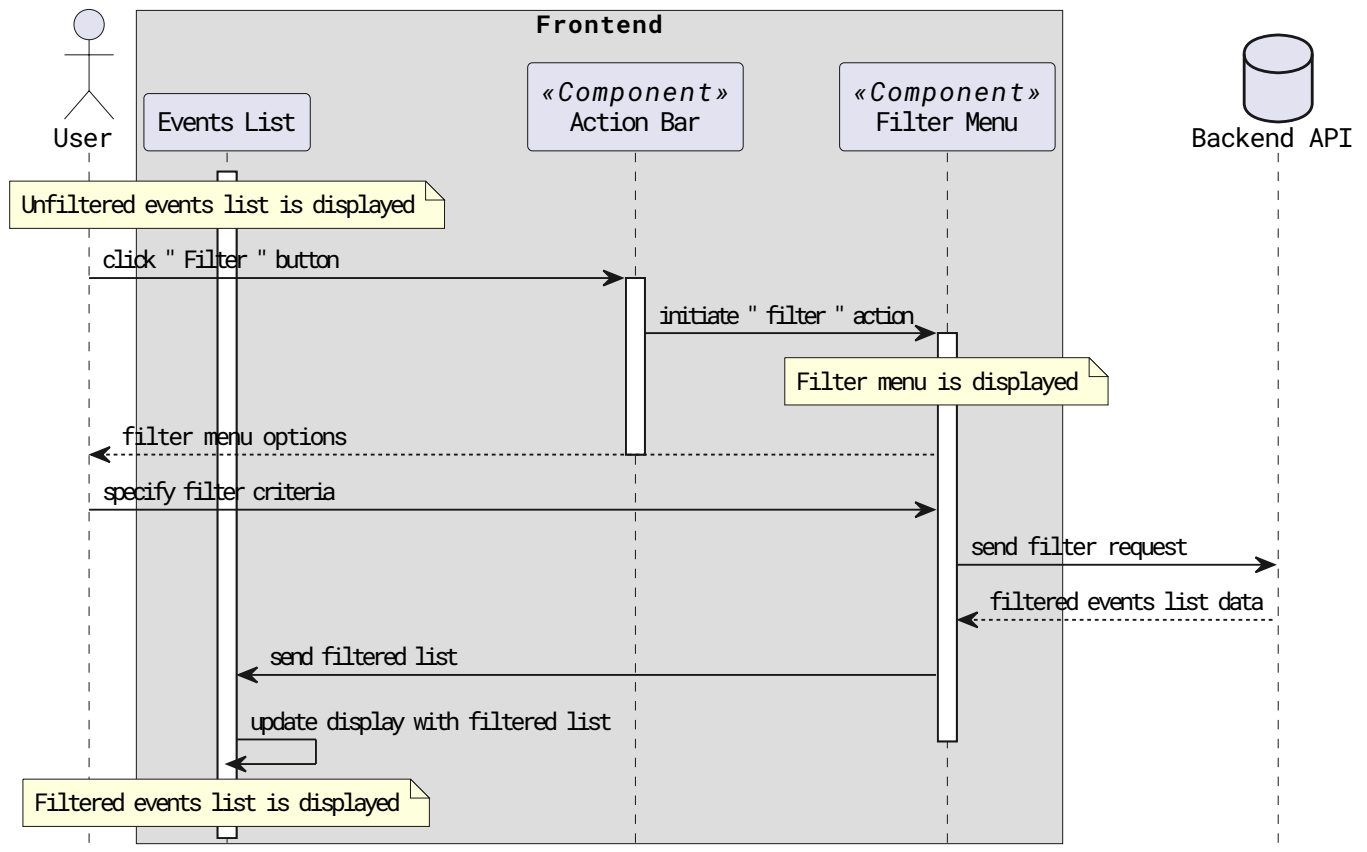 Frontend
«Component»
«Component»
Events List
Action Bar
Filter Menu
User
Backend API
Unfiltered events list is displayed
click " Filter " button
initiate " filter " action
Filter menu is displayed
filter menu options
specify filter criteria
send filter request
filtered events list data
send filtered list
update display with filtered list
Filtered events list is displayed